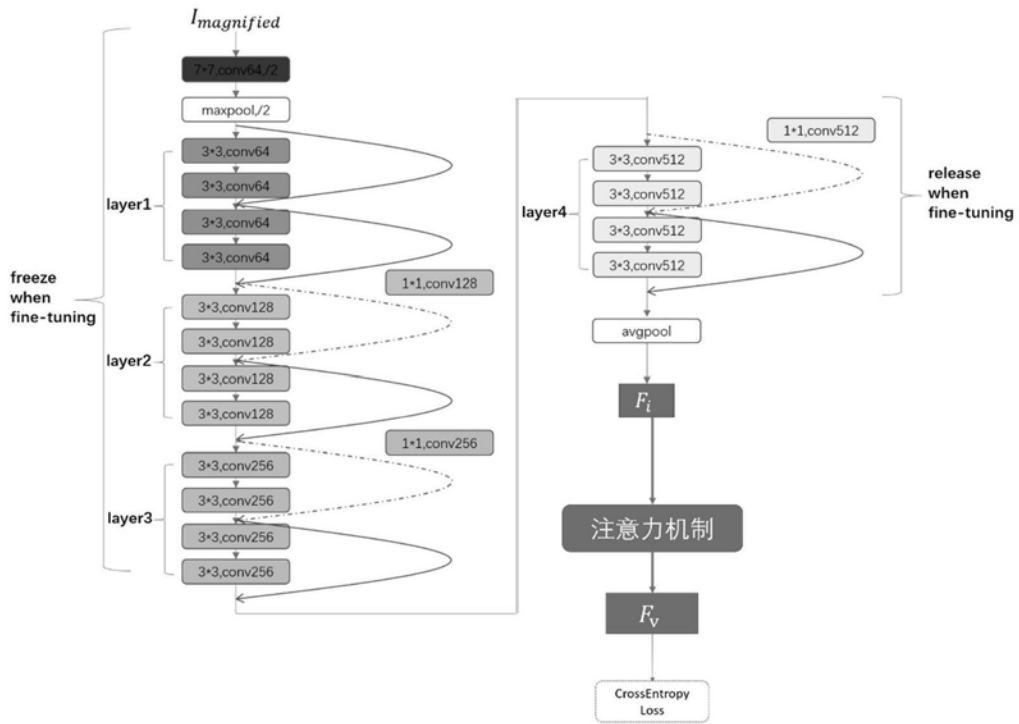 I_magnified
7*7,conv64,/2
maxpool,/2
3*3,conv64
3*3,conv64
3*3,conv64
3*3,conv64
layer1
freeze
when
fine-tuning
1*1,conv128
3*3,conv128
3*3,conv128
3*3,conv128
3*3,conv128
layer2
1*1,conv256
3*3,conv256
3*3,conv256
3*3,conv256
3*3,conv256
layer3
1*1,conv512
3*3,conv512
3*3,conv512
3*3,conv512
3*3,conv512
layer4
release
when
fine-tuning
avgpool
F_i
注意力机制
F_v
CrossEntropy
Loss